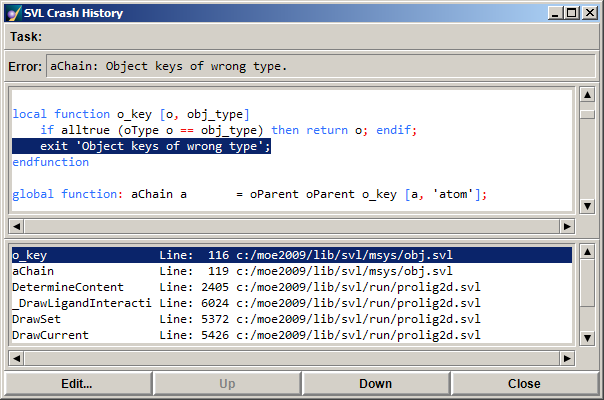 SVL Crash History
Task:
Error: aChain: Object keys of wrong type.
local function o_key [o, obj_type]
    if alltrue (oType o == obj_type) then return o; endif;
    exit 'Object keys of wrong type';
endfunction
global function: aChain a       = oParent oParent o_key [a, 'atom'];
o_key                Line:  116 c:/moe2009/lib/svl/msys/obj.svl
aChain               Line:  119 c:/moe2009/lib/svl/msys/obj.svl
DetermineContent     Line: 2405 c:/moe2009/lib/svl/run/prolig2d.svl
_DrawLigandInteracti Line: 6024 c:/moe2009/lib/svl/run/prolig2d.svl
DrawSet              Line: 5372 c:/moe2009/lib/svl/run/prolig2d.svl
DrawCurrent          Line: 5426 c:/moe2009/lib/svl/run/prolig2d.svl
Edit... Up Down Close